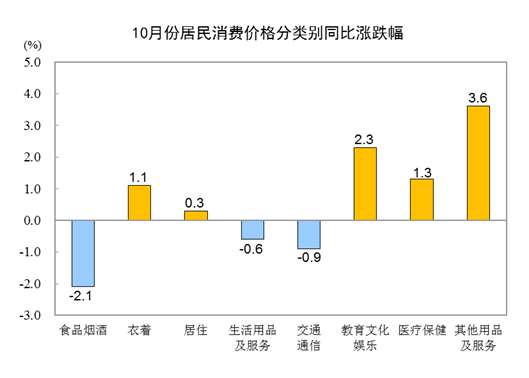 10月份居民消费价格分类别同比涨跌幅
(%)
5.0
4.0
3.0
2.0
1.0
0.0
-1.0
-2.0
-3.0
-2.1
1.1
0.3
-0.6
-0.9
2.3
1.3
3.6
食品烟酒
衣着
居住
生活用品
及服务
交通
通信
教育文化
娱乐
医疗保健
其他用品
及服务